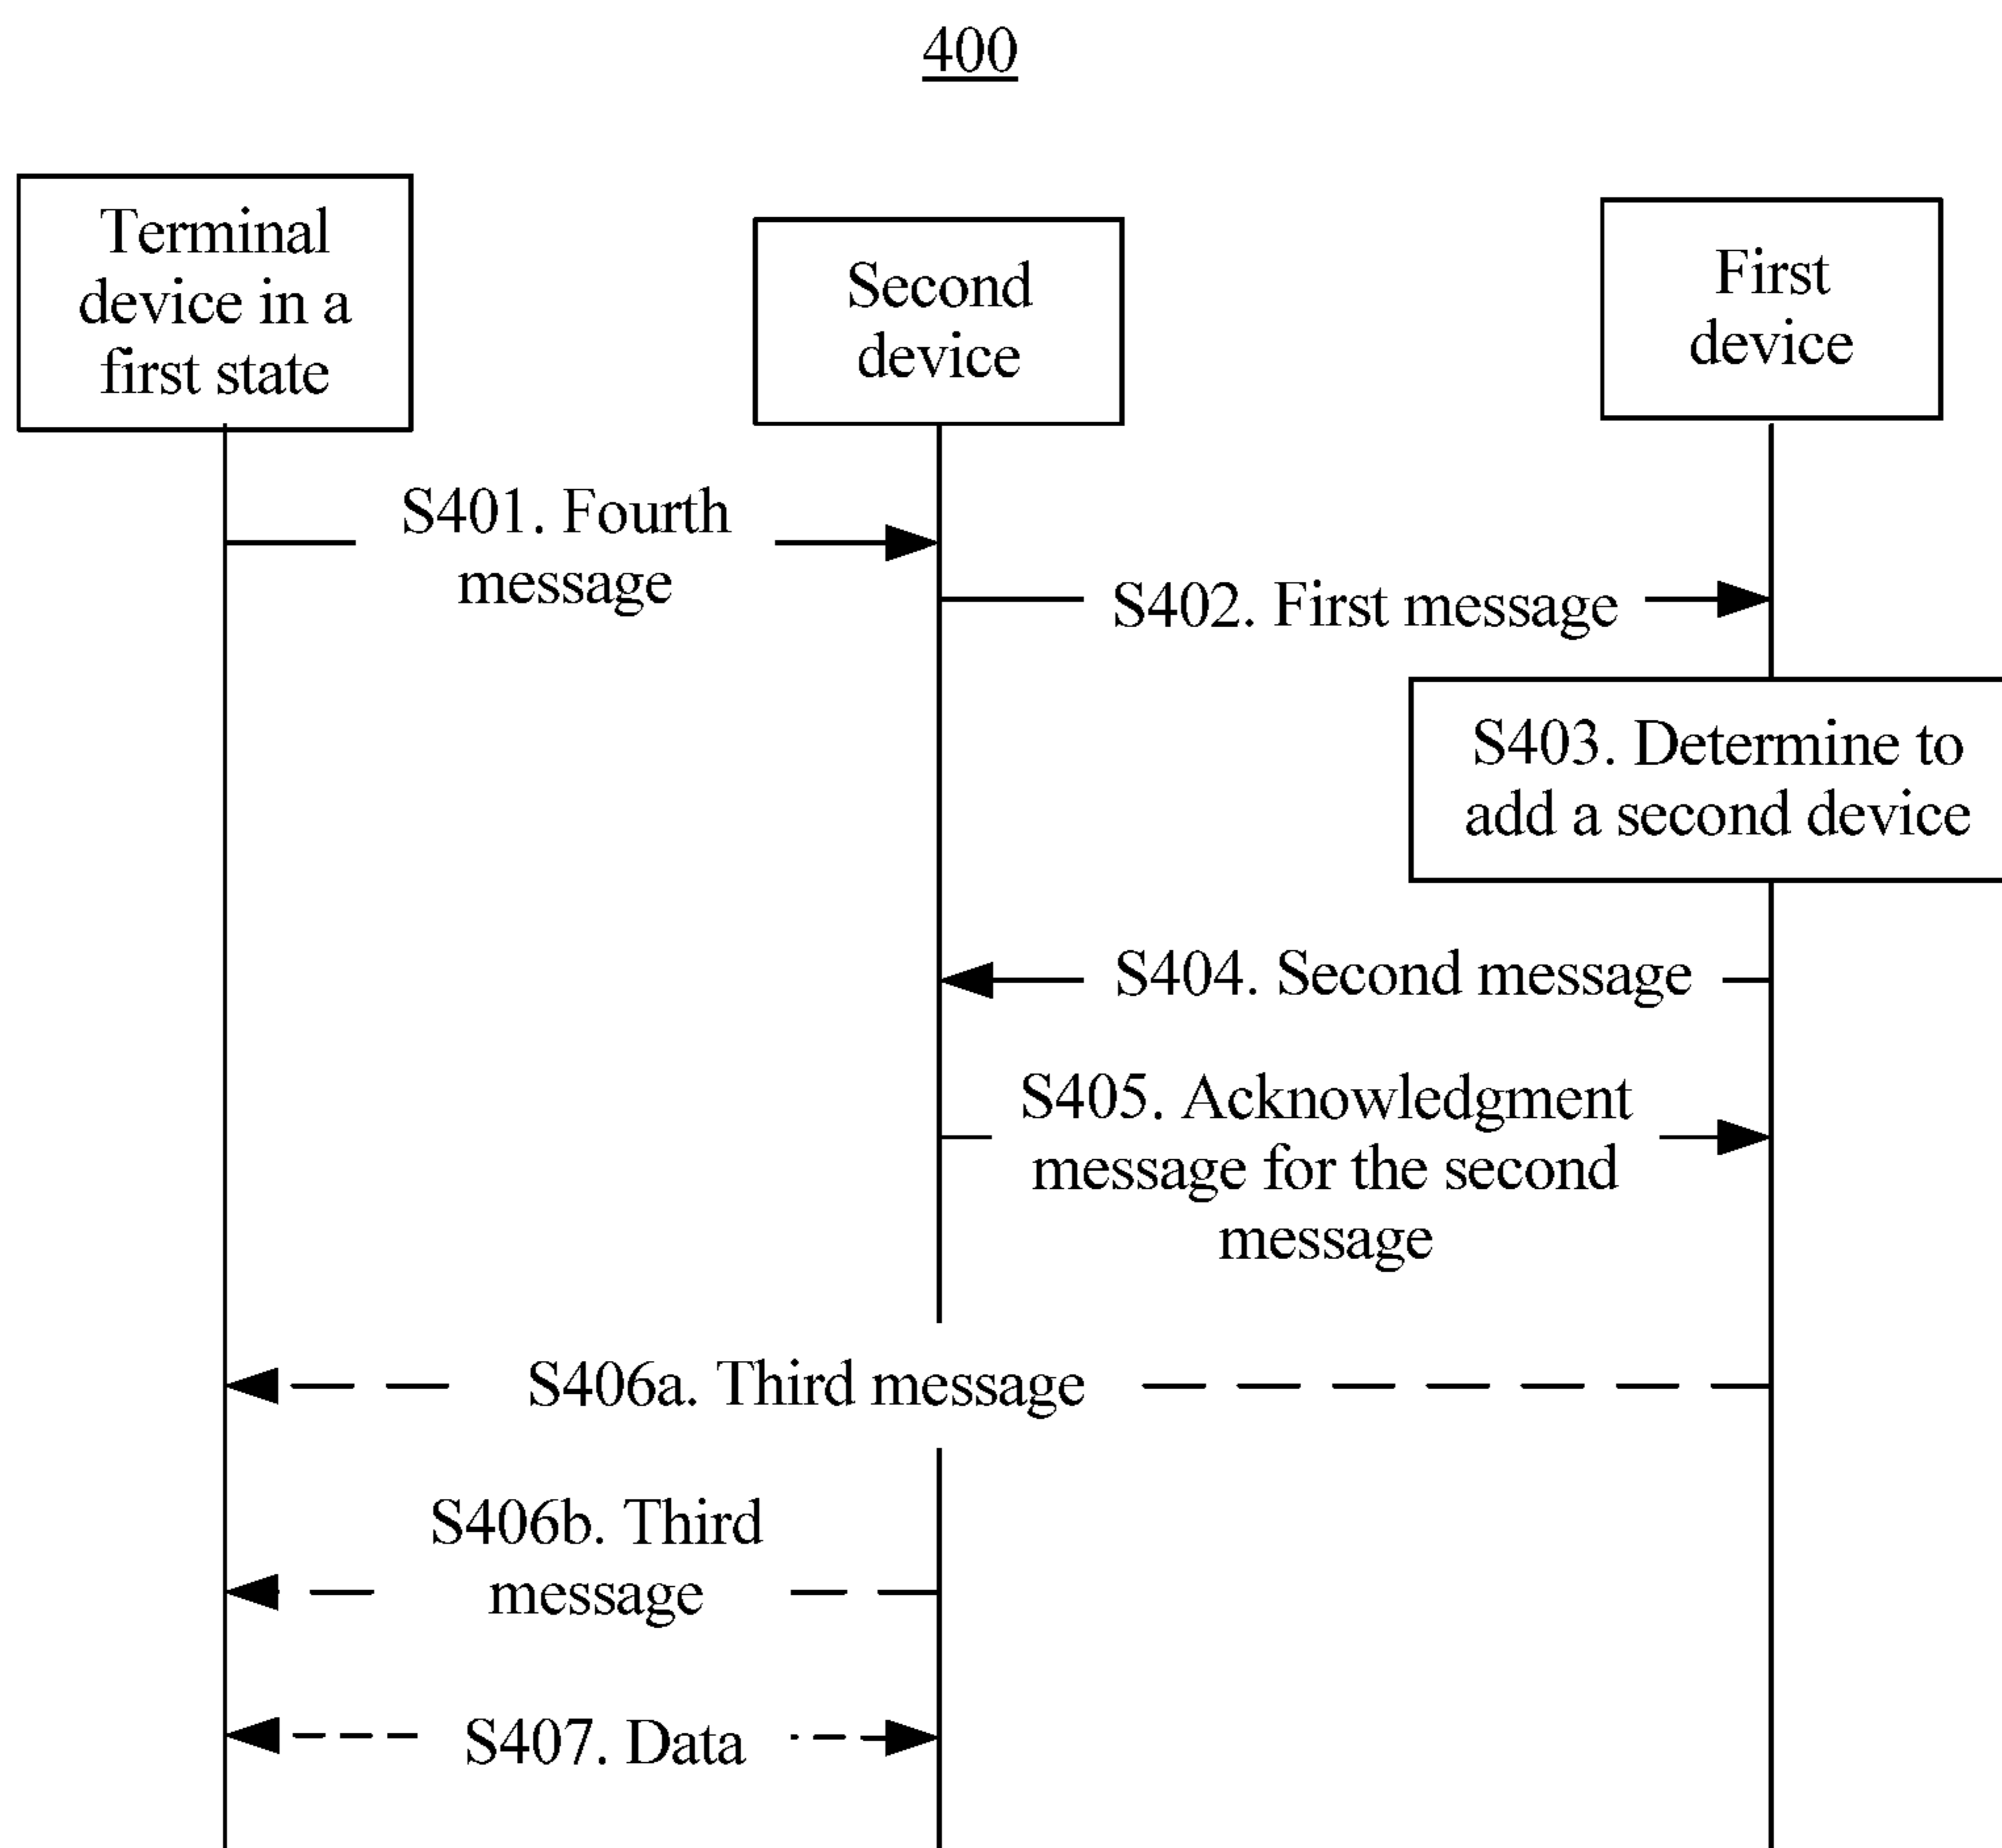 400
Terminal
device in a
first state
Second
device
First
device
S401. Fourth
message
S402. First message
S403. Determine to
add a second device
S404. Second message
S405. Acknowledgment
message for the second
message
S406a. Third message
S406b. Third
message
S407. Data